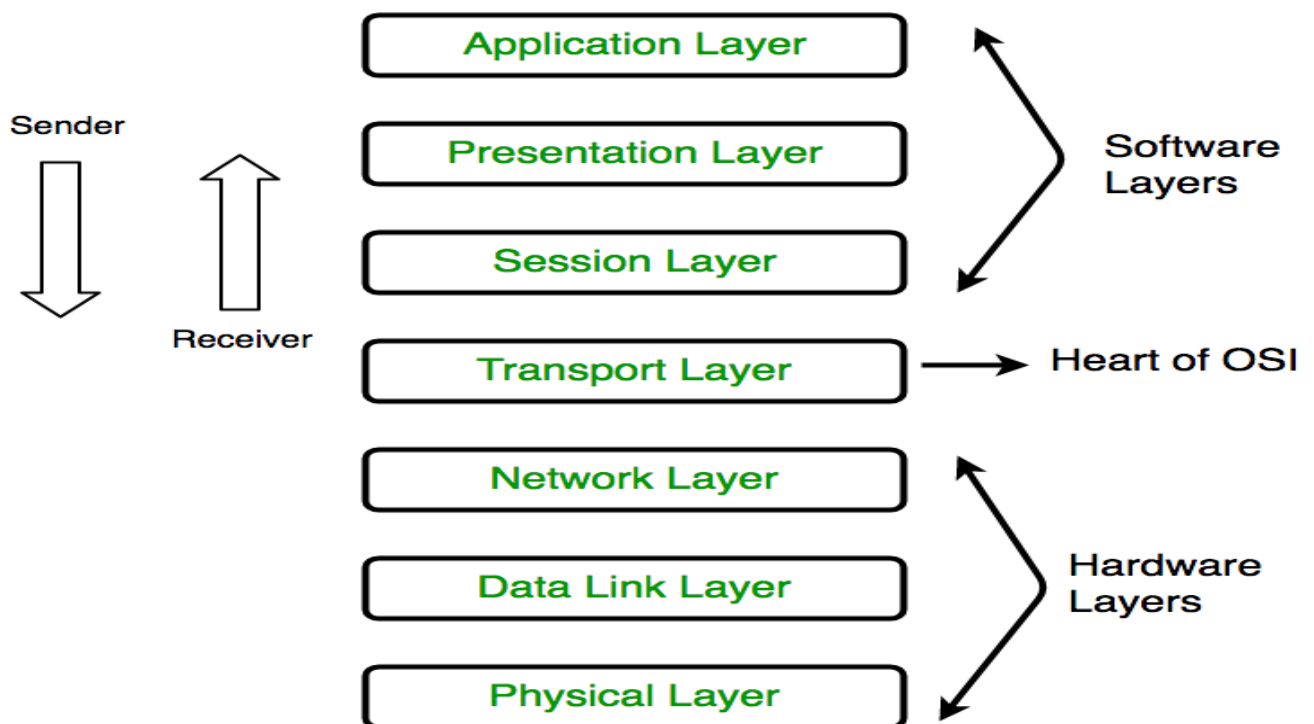 Application Layer
Sender
Presentation Layer
Software
Layers
Session Layer
Receiver
Transport Layer
Heart of OSI
Network Layer
Data Link Layer
Hardware
Layers
Physical Layer